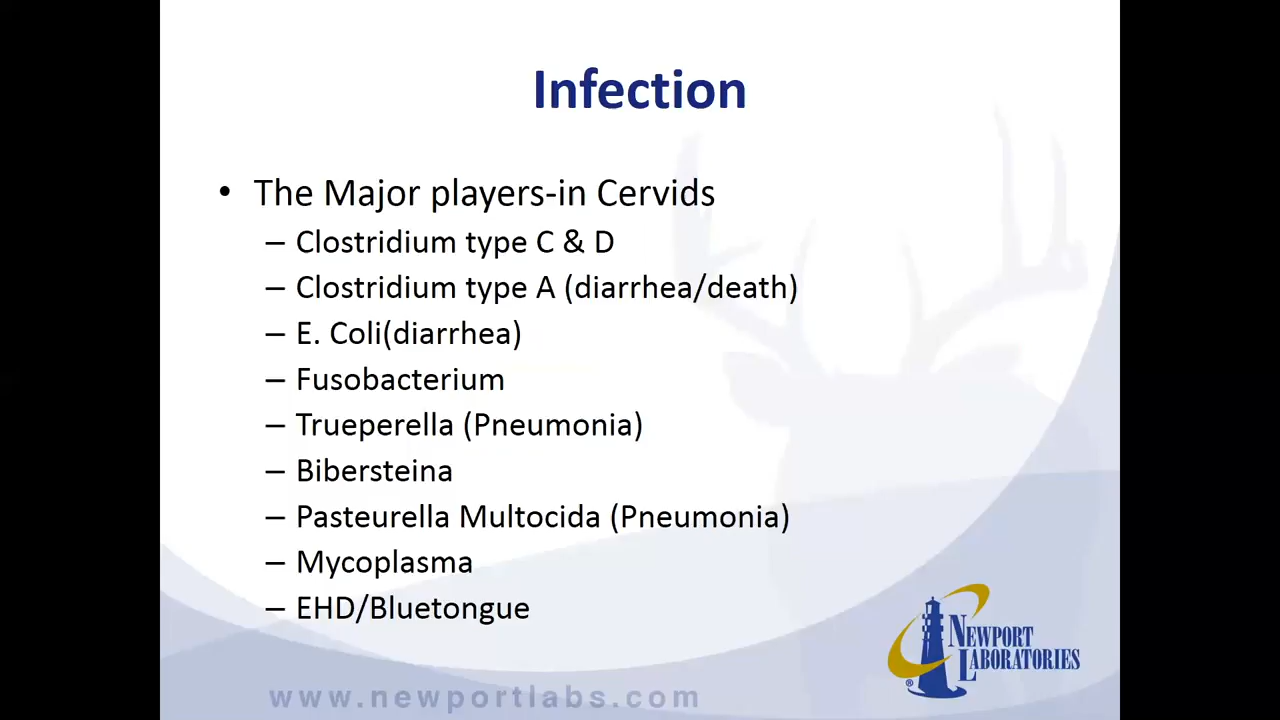 Infection
• The Major players-in Cervids
– Clostridium type C & D
– Clostridium type A (diarrhea/death)
– E. Coli(diarrhea)
– Fusobacterium
– Trueperella (Pneumonia)
– Bibersteina
– Pasteurella Multocida (Pneumonia)
– Mycoplasma
– EHD/Bluetongue
NEWPORT
LABORATORIES
®
www.newportlabs.com